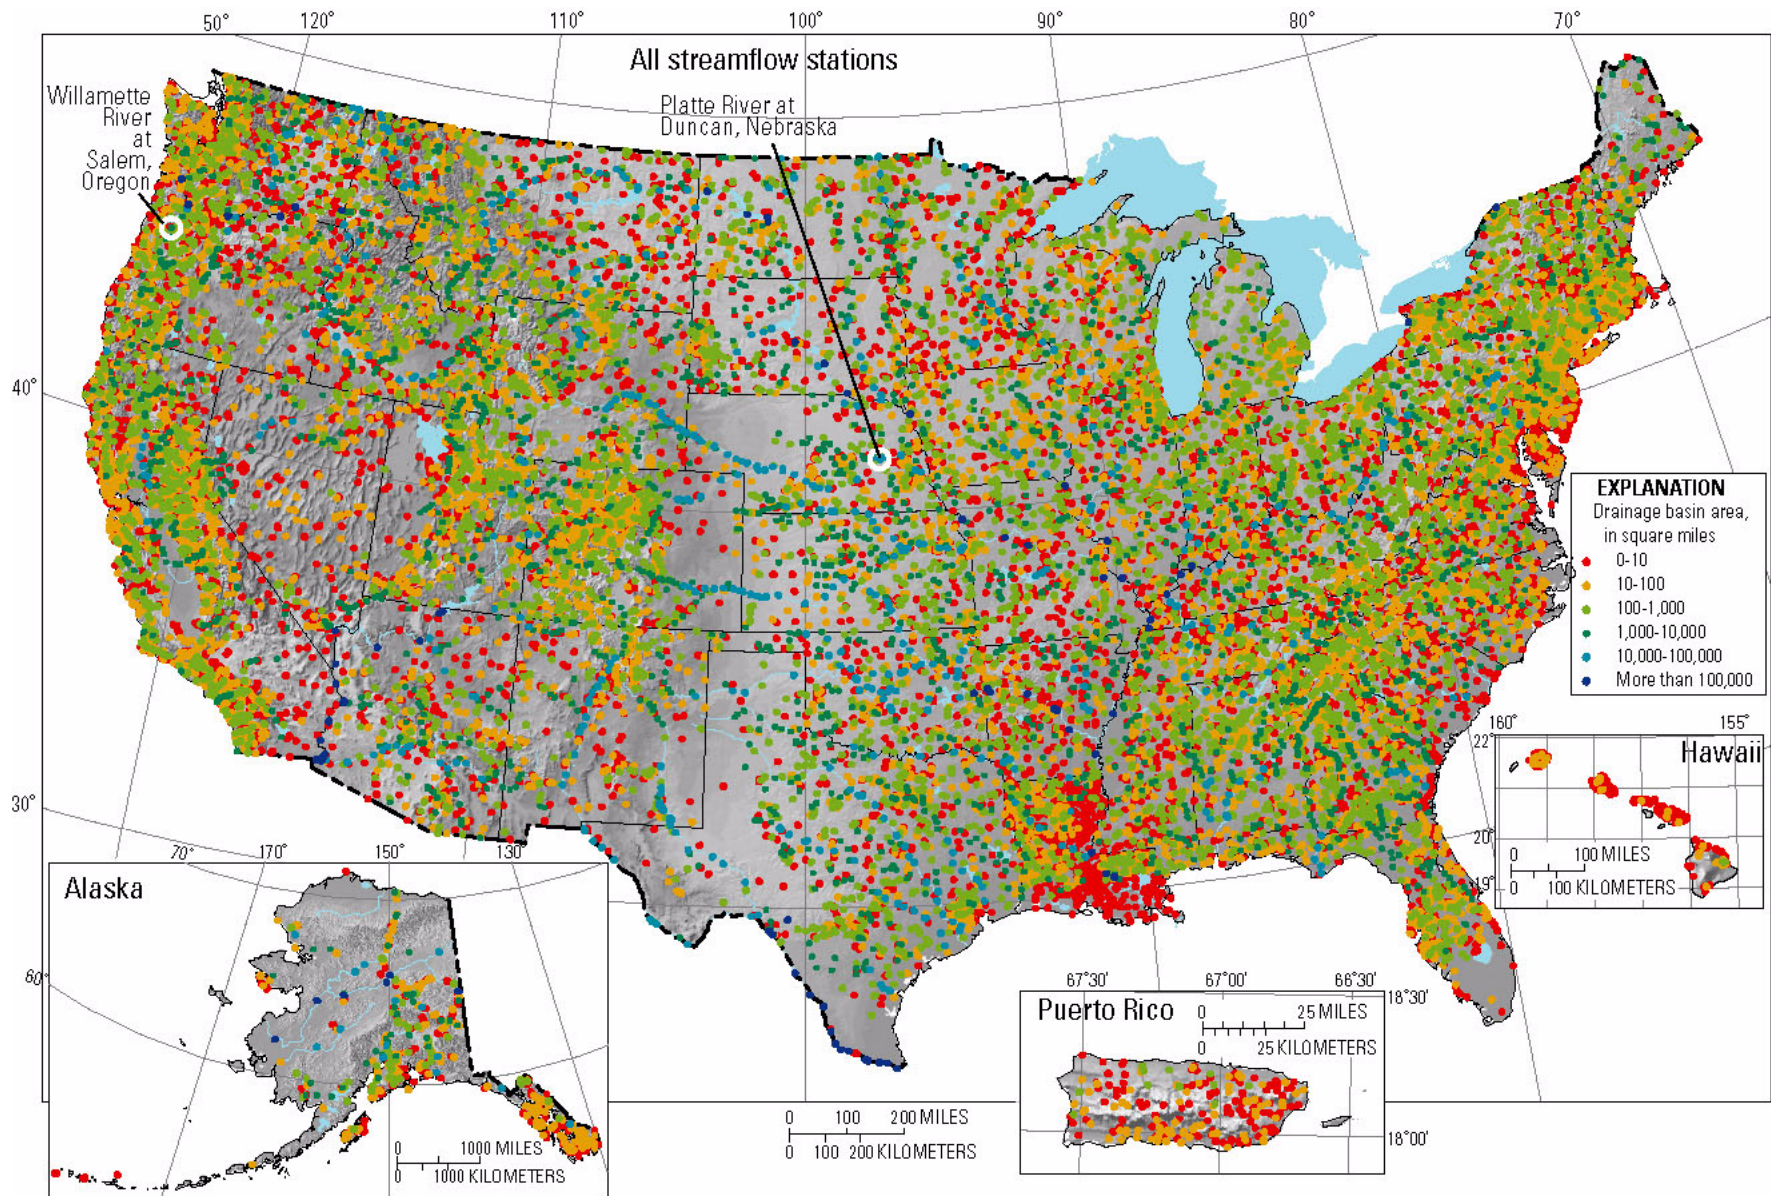 50° 120° 110° 100° 90° 80° 70°
All streamflow stations
Willamette
River
at
Salem,
Oregon
Platte River at
Duncan, Nebraska
40°
30°
EXPLANATION
Drainage basin area,
in square miles
0-10
10-100
100-1,000
1,000-10,000
10,000-100,000
More than 100,000
160° 155°
22°
Hawaii
20°
19°
0 100 MILES
0 100 KILOMETERS
70° 170° 150° 130°
Alaska
60°
0 1000 MILES
0 1000 KILOMETERS
0 100 200 MILES
0 100 200 KILOMETERS
67°30' 67°00' 66°30'
18°30'
Puerto Rico
0 25 MILES
0 25 KILOMETERS
18°00'